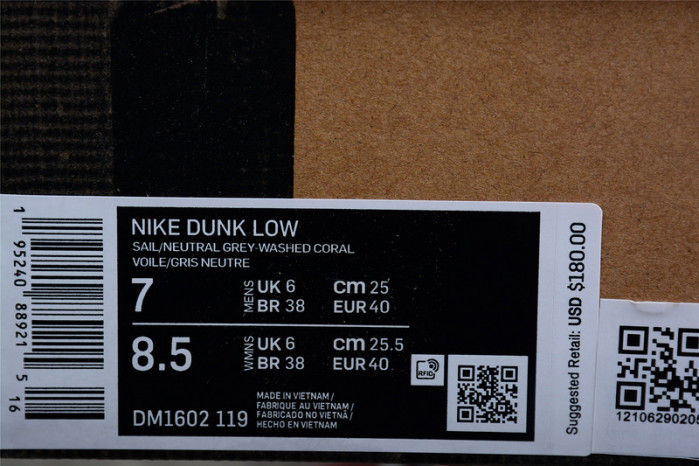 1 95240 88921 5 16
NIKE DUNK LOW
SAIL/NEUTRAL GREY-WASHED CORAL
VOILE/GRIS NEUTRE
7 MENS UK 6 cm 25
BR 38 EUR 40
8.5 WMNS UK 6 cm 25.5
BR 38 EUR 40
RFID
DM1602 119
MADE IN VIETNAM /
FABRIQUE AU VIETNAM /
FABRICADO NO VIETNÃ /
HECHO EN VIETNAM
Suggested Retail: USD $180.00